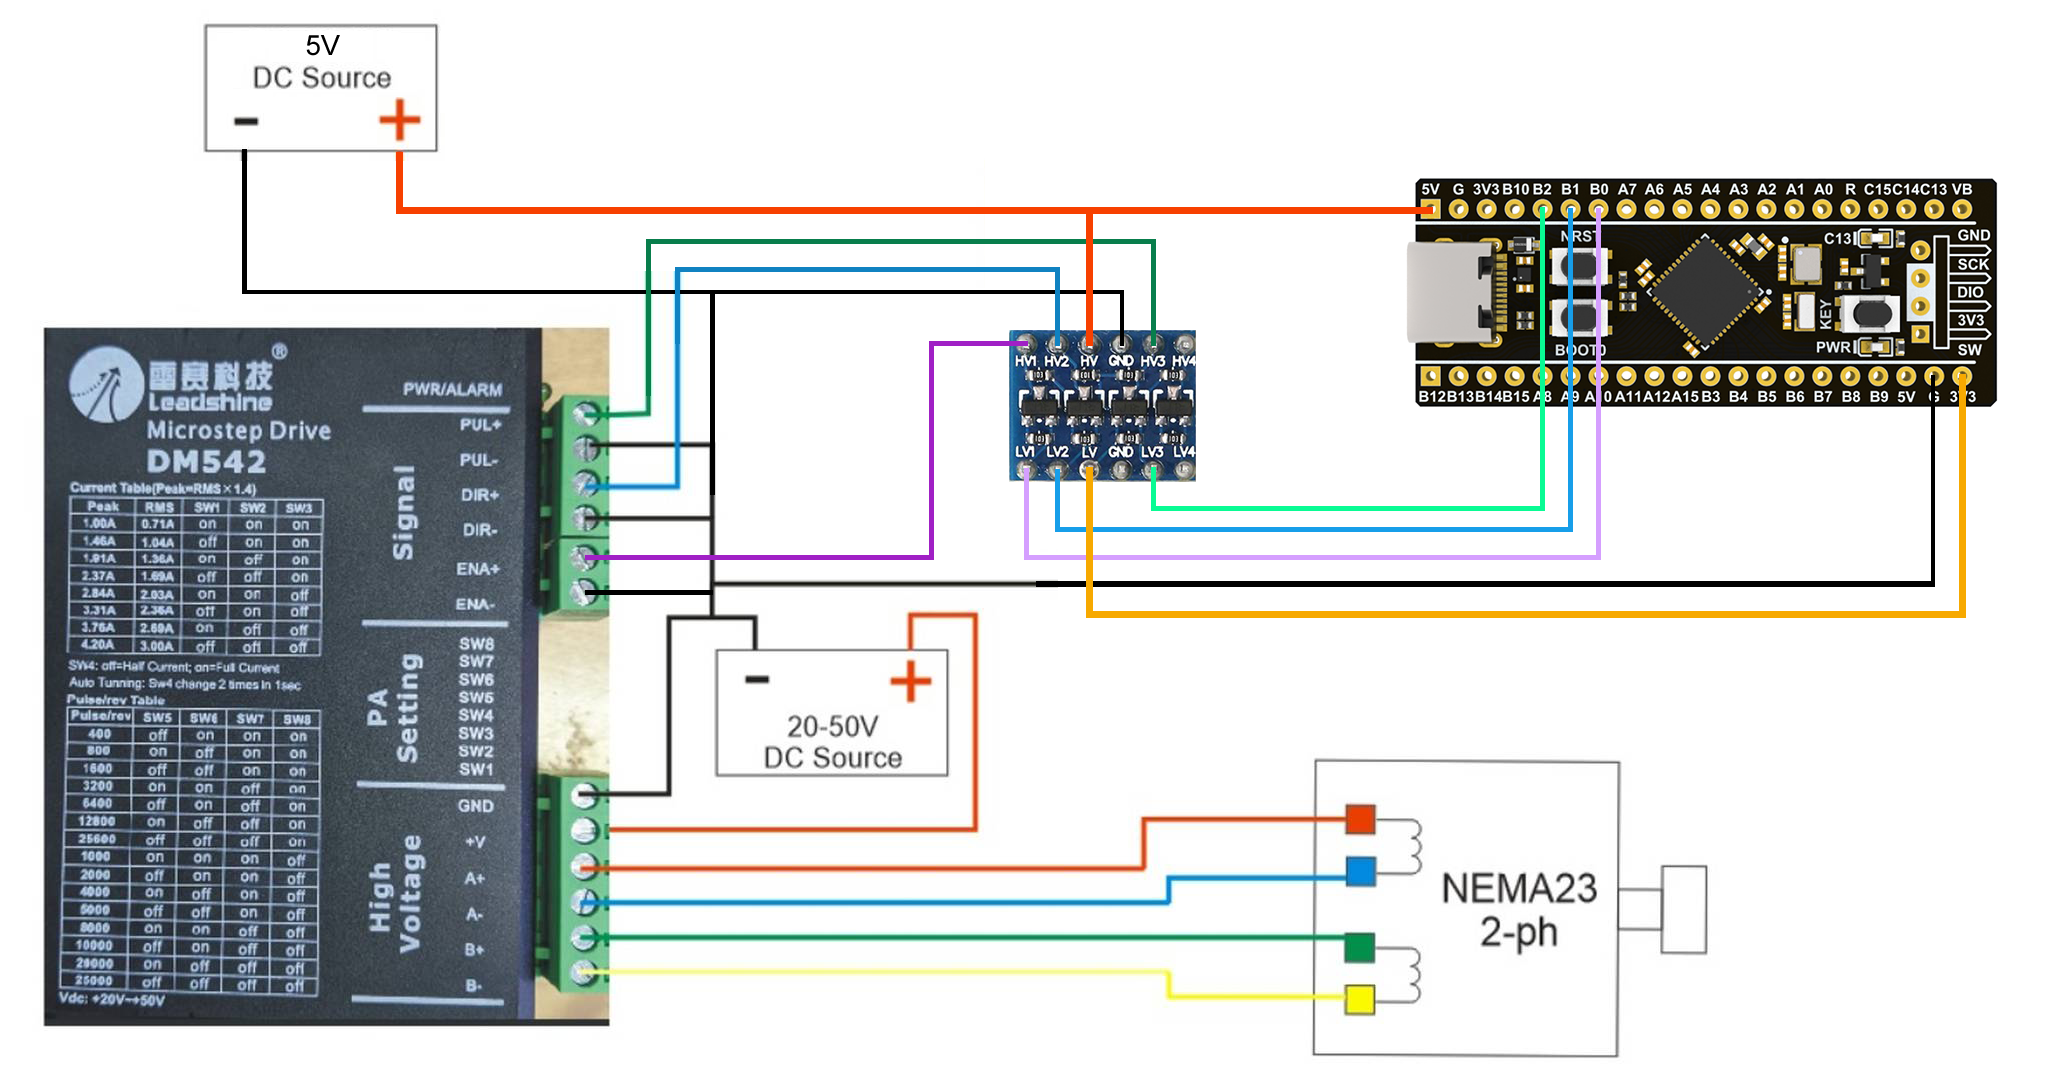 5V
DC Source
- +
5V G 3V3 B10 B2 B1 B0 A7 A6 A5 A4 A3 A2 A1 A0 R C15 C14 C13 VB
NRST
BOOT0
C13
KEY
PWR
GND
SCK
DIO
3V3
SW
B12 B13 B14 B15 A8 A9 A10 A11 A12 A15 B3 B4 B5 B6 B7 B8 B9 5V G 3V3
HV1 HV2 HV GND HV3 HV4
103 103 103 103
103 103 103 103
LV1 LV2 LV GND LV3 LV4
雷赛科技®
Leadshine
Microstep Drive
DM542
Current Table(Peak=RMS×1.4)
Peak RMS SW1 SW2 SW3
1.00A 0.71A on on on
1.46A 1.04A off on on
1.91A 1.36A on off on
2.37A 1.69A off off on
2.84A 2.03A on on off
3.31A 2.36A off on off
3.76A 2.69A on off off
4.20A 3.00A off off off
SW4: off=Half Current; on=Full Current
Auto Tunning: Sw4 change 2 times in 1sec
Pulse/rev Table
Pulse/rev SW5 SW6 SW7 SW8
400 off on on on
800 on off on on
1600 off off on on
3200 on on off on
6400 off on off on
12800 on off off on
25600 off off off on
1000 on on on off
2000 off on on off
4000 on off on off
5000 off off on off
8000 on on off off
10000 off on off off
20000 on off off off
25000 off off off off
Vdc: +20V~+50V
PWR/ALARM
Signal
PUL+
PUL-
DIR+
DIR-
ENA+
ENA-
PA
Setting
SW8
SW7
SW6
SW5
SW4
SW3
SW2
SW1
High
Voltage
GND
+V
A+
A-
B+
B-
- +
20-50V
DC Source
NEMA23
2-ph